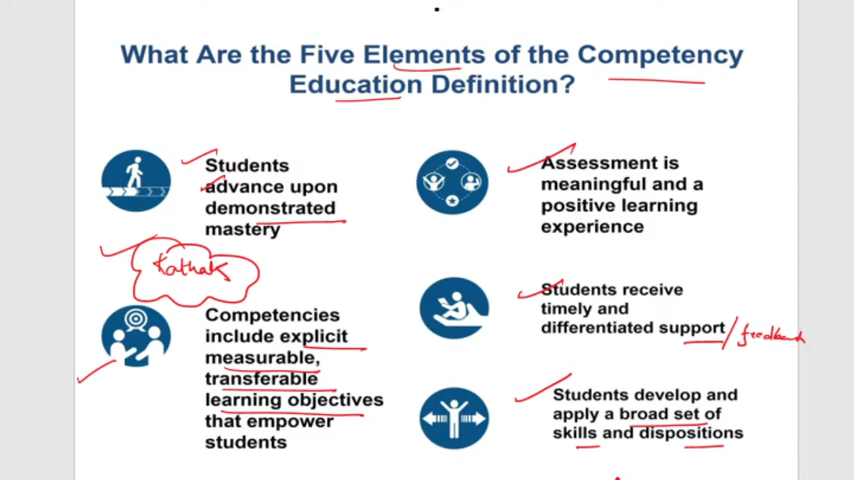 What Are the Five Elements of the Competency
Education Definition?
Students
advance upon
demonstrated
mastery
Kathak
Competencies
include explicit
measurable,
transferable
learning objectives
that empower
students
Assessment is
meaningful and a
positive learning
experience
Students receive
timely and
differentiated support / feedback
Students develop and
apply a broad set of
skills and dispositions